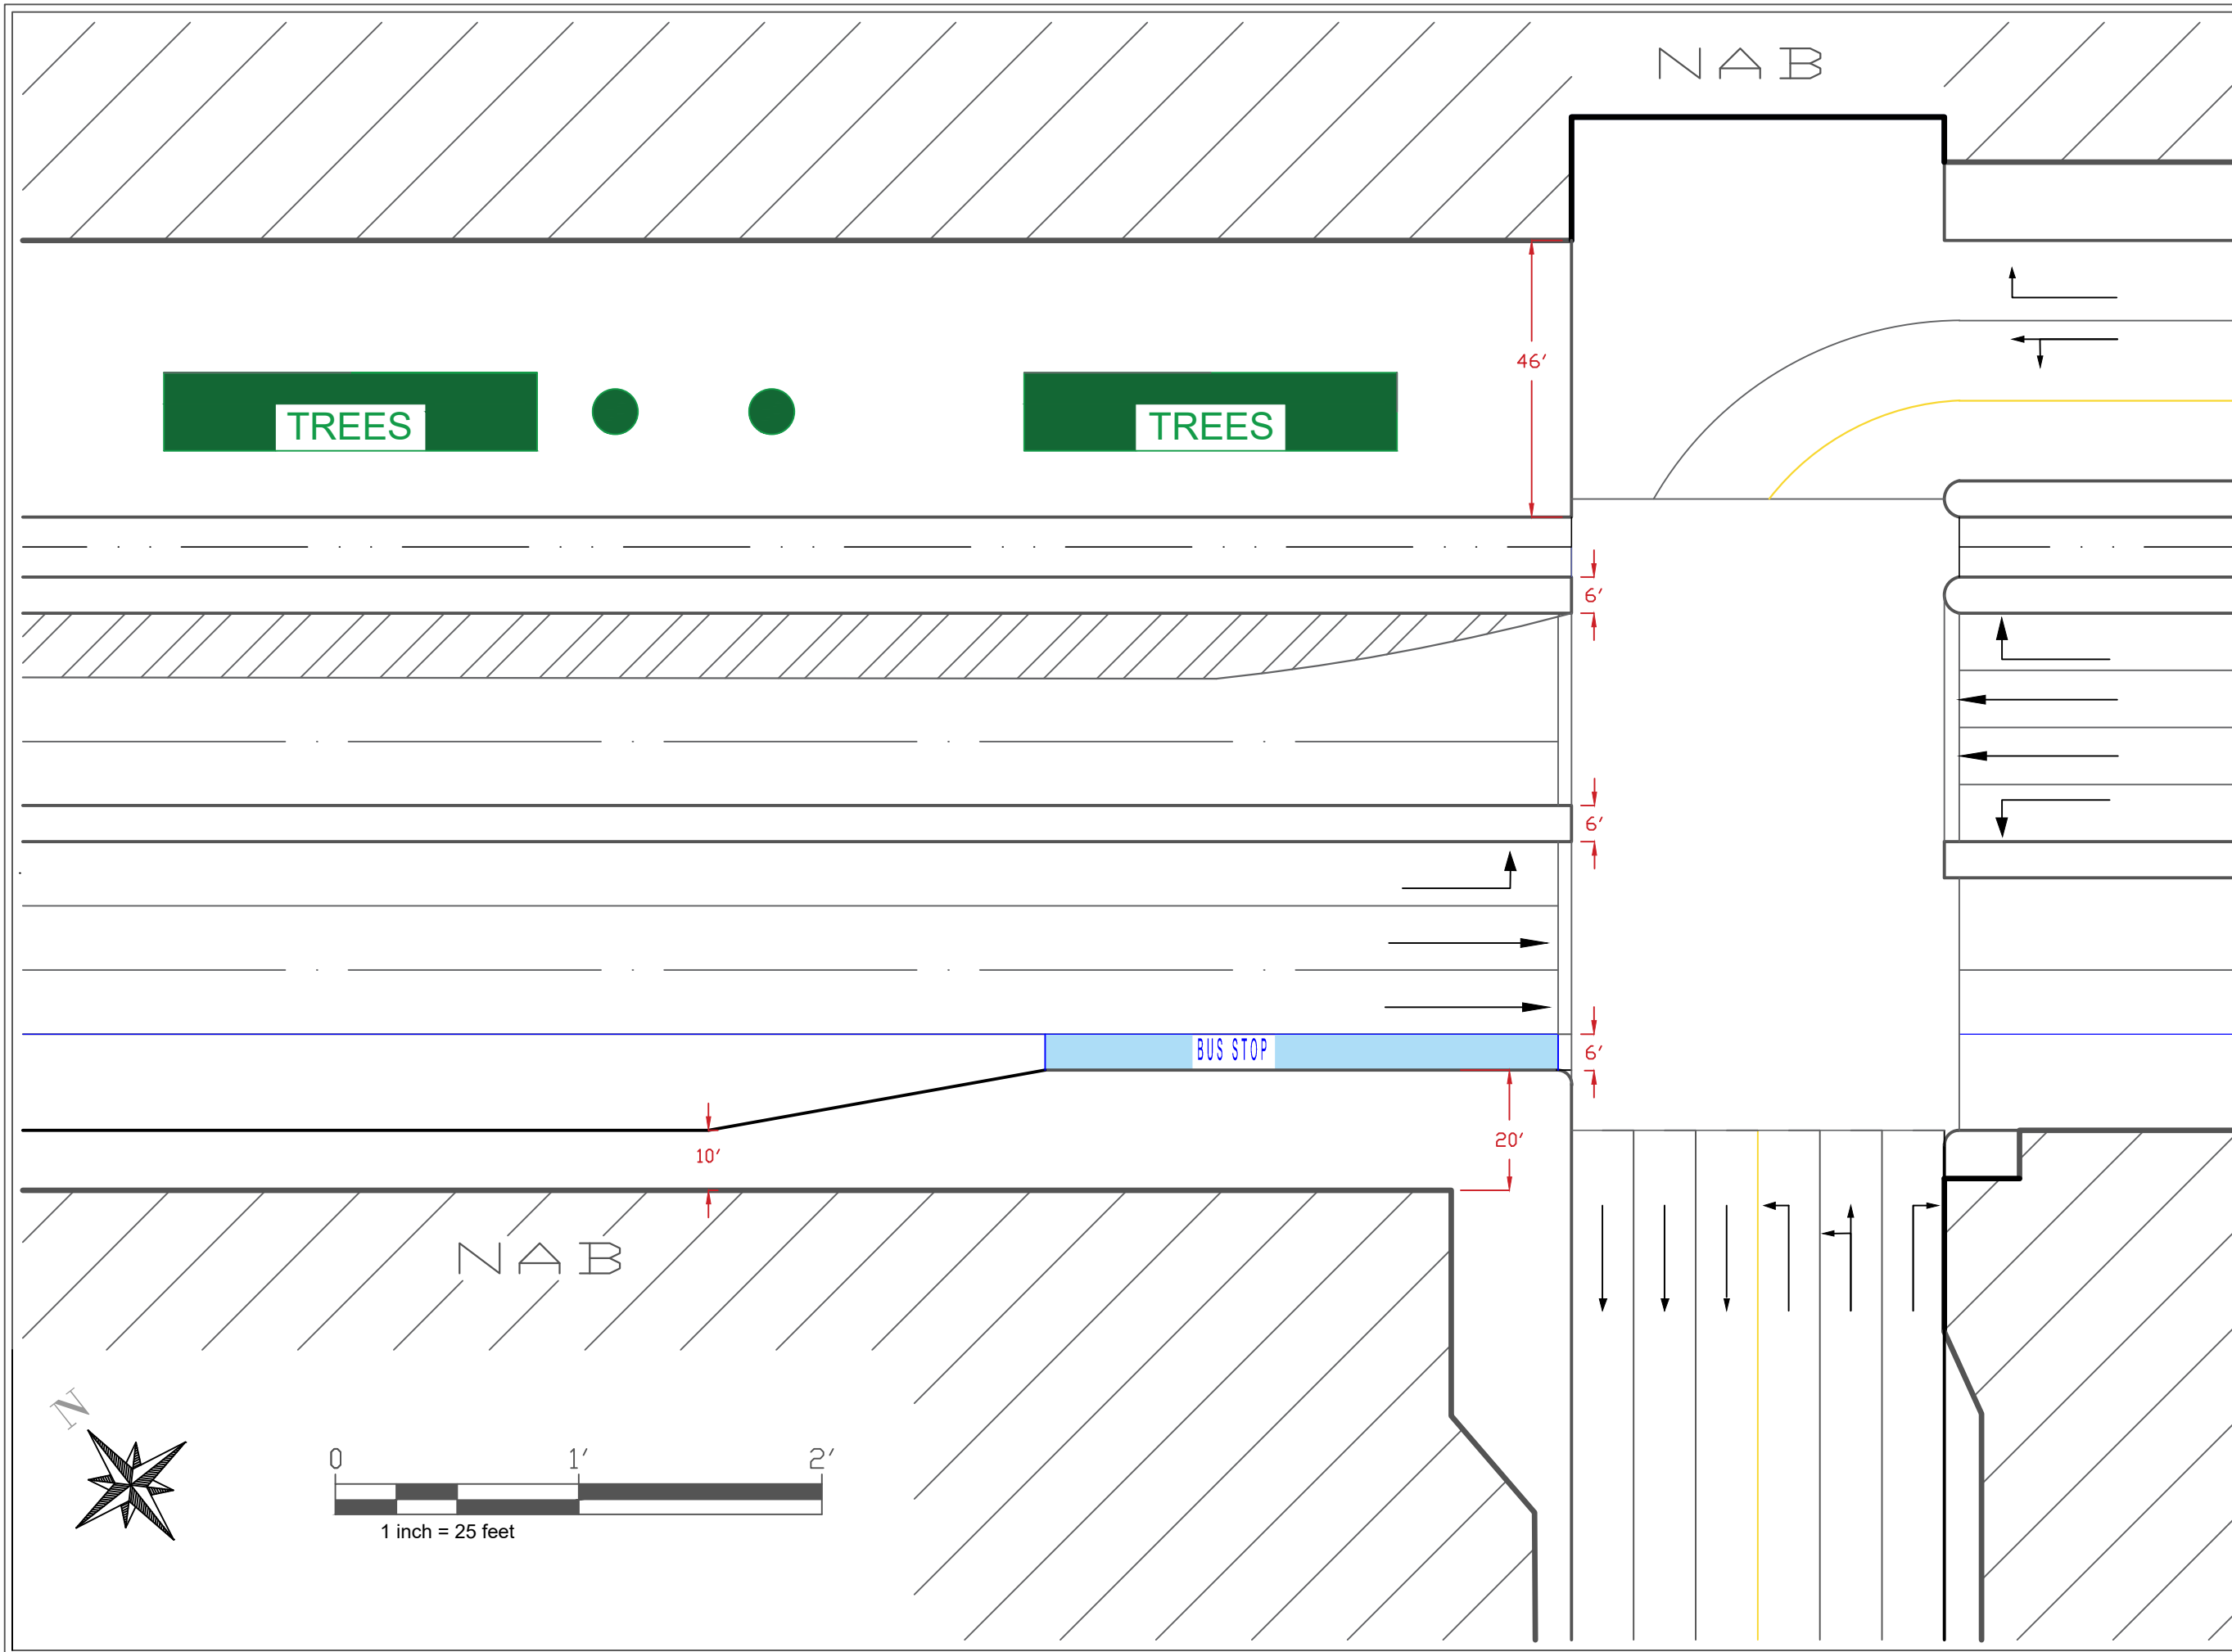 NAB
46'
TREES
TREES
6'
6'
BUS STOP
6'
20'
10'
NAB
N
0 1' 2'
1 inch = 25 feet